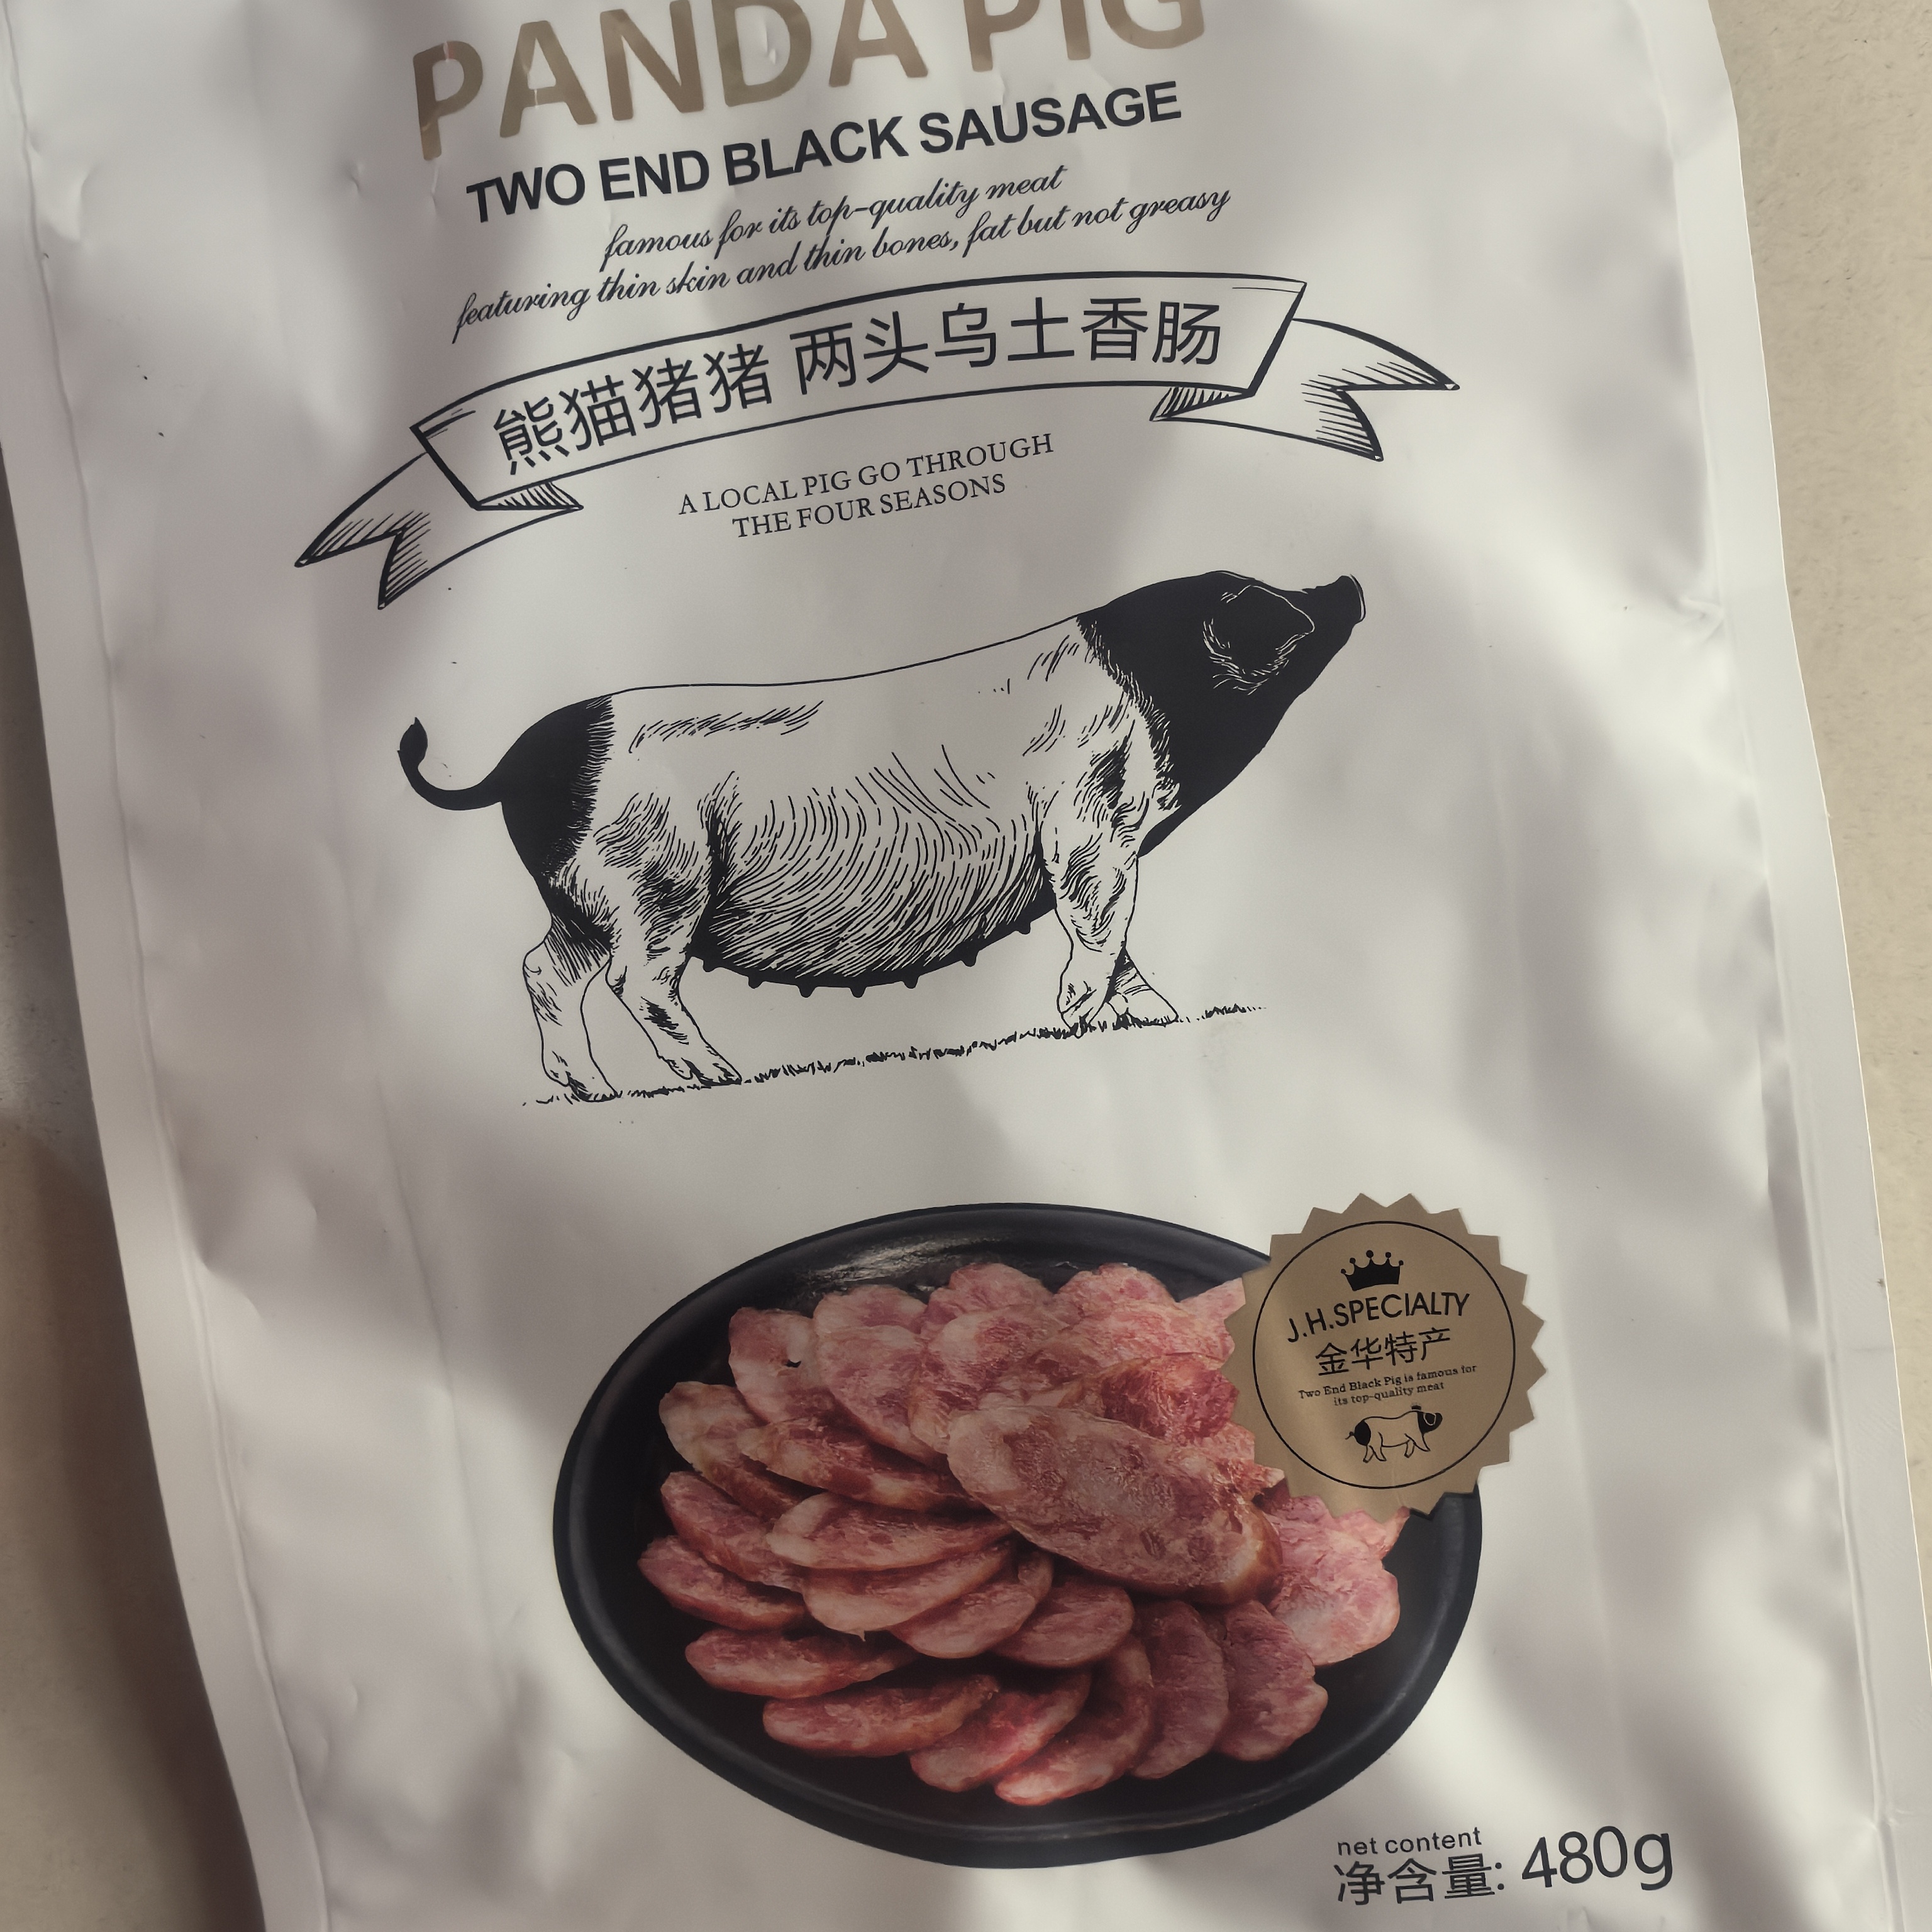 PANDA PIG
TWO END BLACK SAUSAGE
famous for its top-quality meat
featuring thin skin and thin bones, fat but not greasy
熊猫猪猪 两头乌土香肠
A LOCAL PIG GO THROUGH
THE FOUR SEASONS
J.H.SPECIALTY
金华特产
Two End Black Pig is famous for
its top-quality meat
net content
净含量: 480g